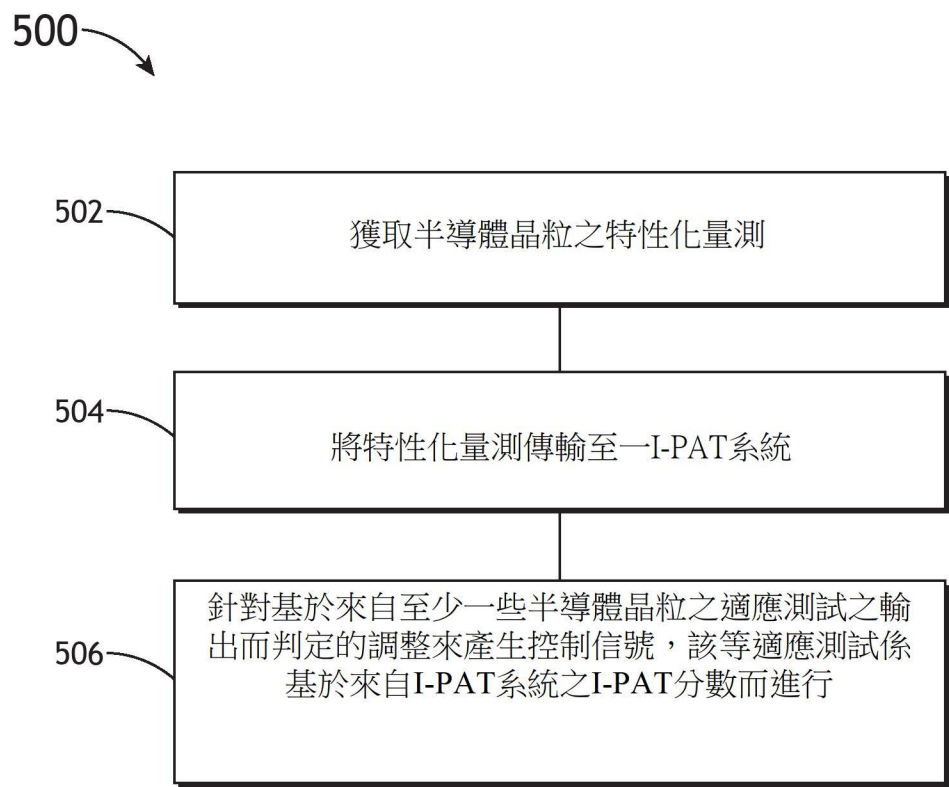 500
502
獲取半導體晶粒之特性化量測
504
將特性化量測傳輸至一I-PAT系統
506
針對基於來自至少一些半導體晶粒之適應測試之輸
出而判定的調整來產生控制信號，該等適應測試係
基於來自I-PAT系統之I-PAT分數而進行